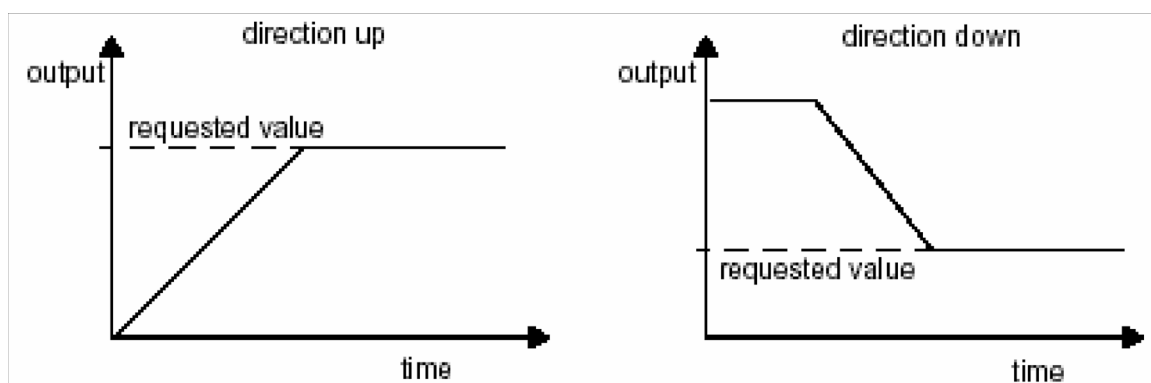 direction up
output
requested value
time
direction down
output
requested value
time